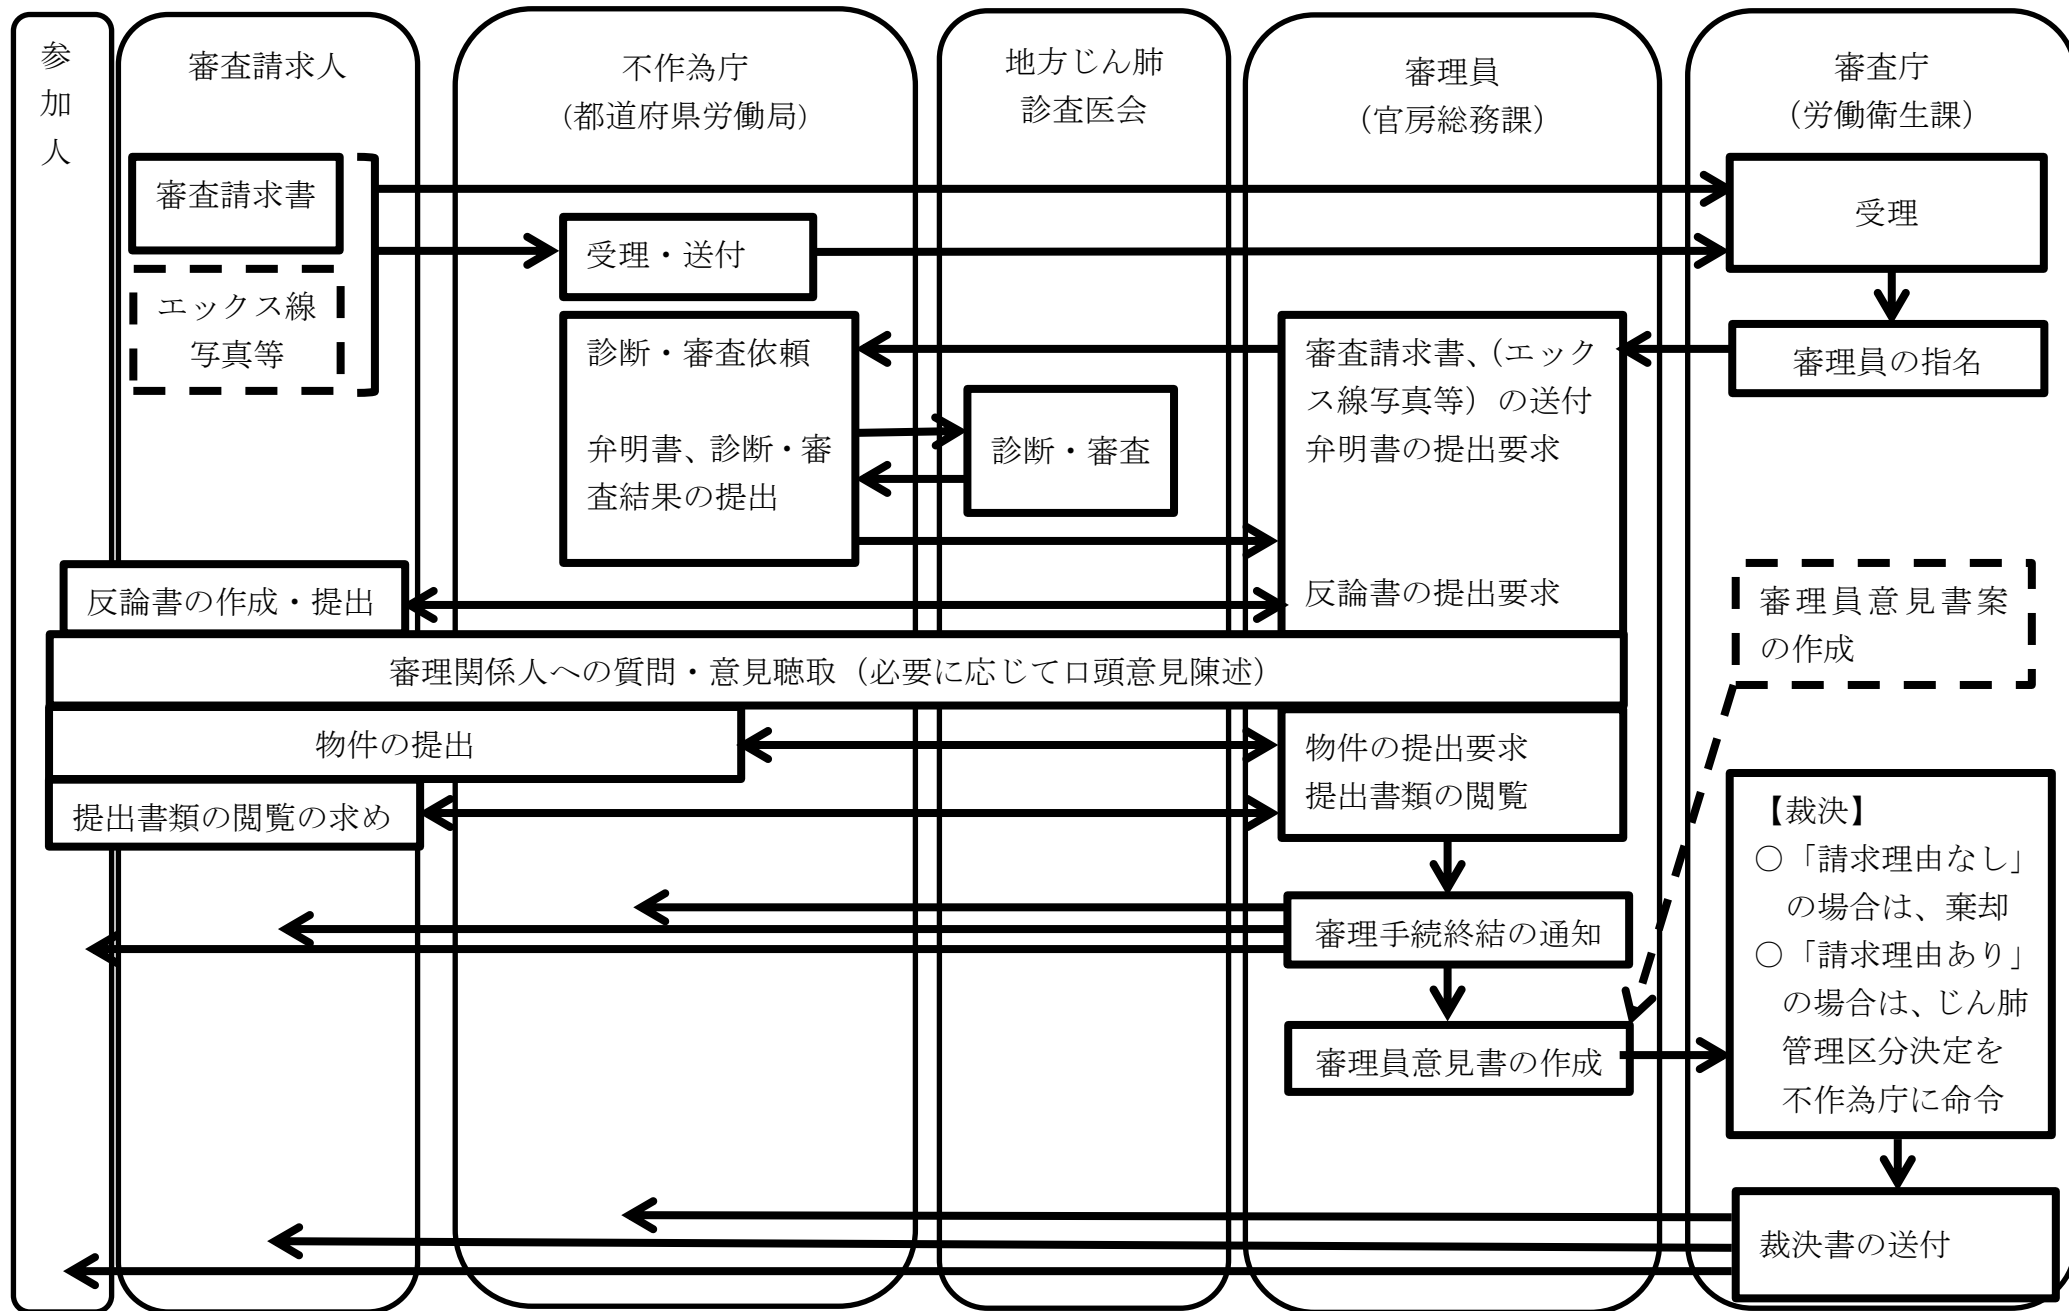 参
加
人
審査請求人
不作為庁
（都道府県労働局）
地方じん肺
診査医会
審理員
（官房総務課）
審査庁
（労働衛生課）
審査請求書
エックス線
写真等
受理・送付
受理
診断・審査依頼
弁明書、診断・審
査結果の提出
診断・審査
審査請求書、（エック
ス線写真等）の送付
弁明書の提出要求
反論書の提出要求
審理員の指名
反論書の作成・提出
審理員意見書案
の作成
審理関係人への質問・意見聴取（必要に応じて口頭意見陳述）
物件の提出
物件の提出要求
提出書類の閲覧
提出書類の閲覧の求め
【裁決】
○「請求理由なし」
の場合は、棄却
○「請求理由あり」
の場合は、じん肺
管理区分決定を
不作為庁に命令
審理手続終結の通知
審理員意見書の作成
裁決書の送付